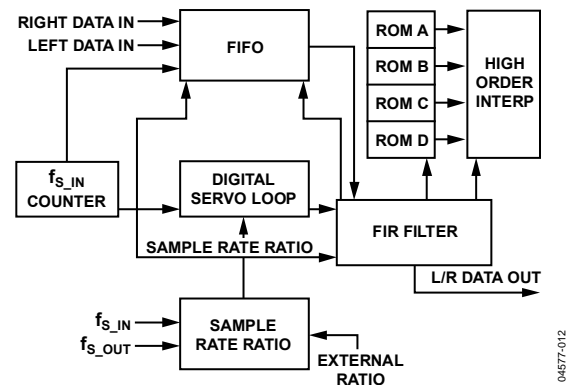 RIGHT DATA IN
LEFT DATA IN
FIFO
ROM A
ROM B
ROM C
ROM D
HIGH
ORDER
INTERP
fS_IN
COUNTER
DIGITAL
SERVO LOOP
FIR FILTER
SAMPLE RATE RATIO
L/R DATA OUT
fS_IN
fS_OUT
SAMPLE
RATE RATIO
EXTERNAL
RATIO
04577-012